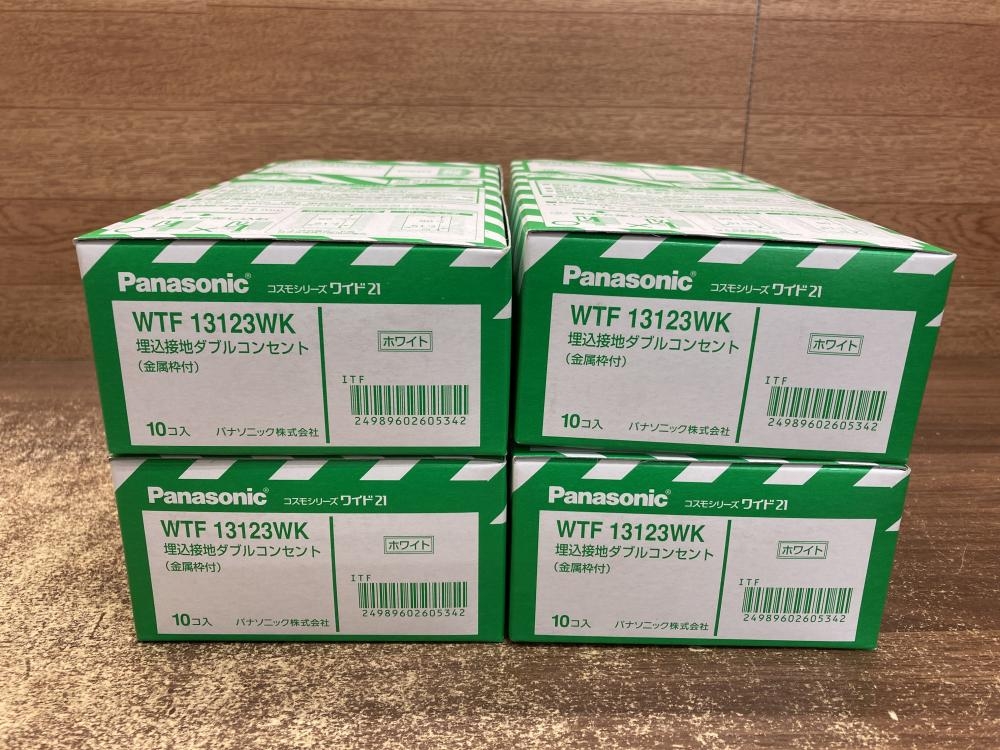 Panasonic® コスモシリーズ ワイド21
WTF 13123WK
埋込接地ダブルコンセント
(金属枠付)
ホワイト
ITF
24989602605342
10コ入 パナソニック株式会社
Panasonic® コスモシリーズ ワイド21
WTF 13123WK
埋込接地ダブルコンセント
(金属枠付)
ホワイト
ITF
24989602605342
10コ入 パナソニック株式会社
Panasonic® コスモシリーズ ワイド21
WTF 13123WK
埋込接地ダブルコンセント
(金属枠付)
ホワイト
ITF
24989602605342
10コ入 パナソニック株式会社
Panasonic® コスモシリーズ ワイド21
WTF 13123WK
埋込接地ダブルコンセント
(金属枠付)
ホワイト
ITF
24989602605342
10コ入 パナソニック株式会社